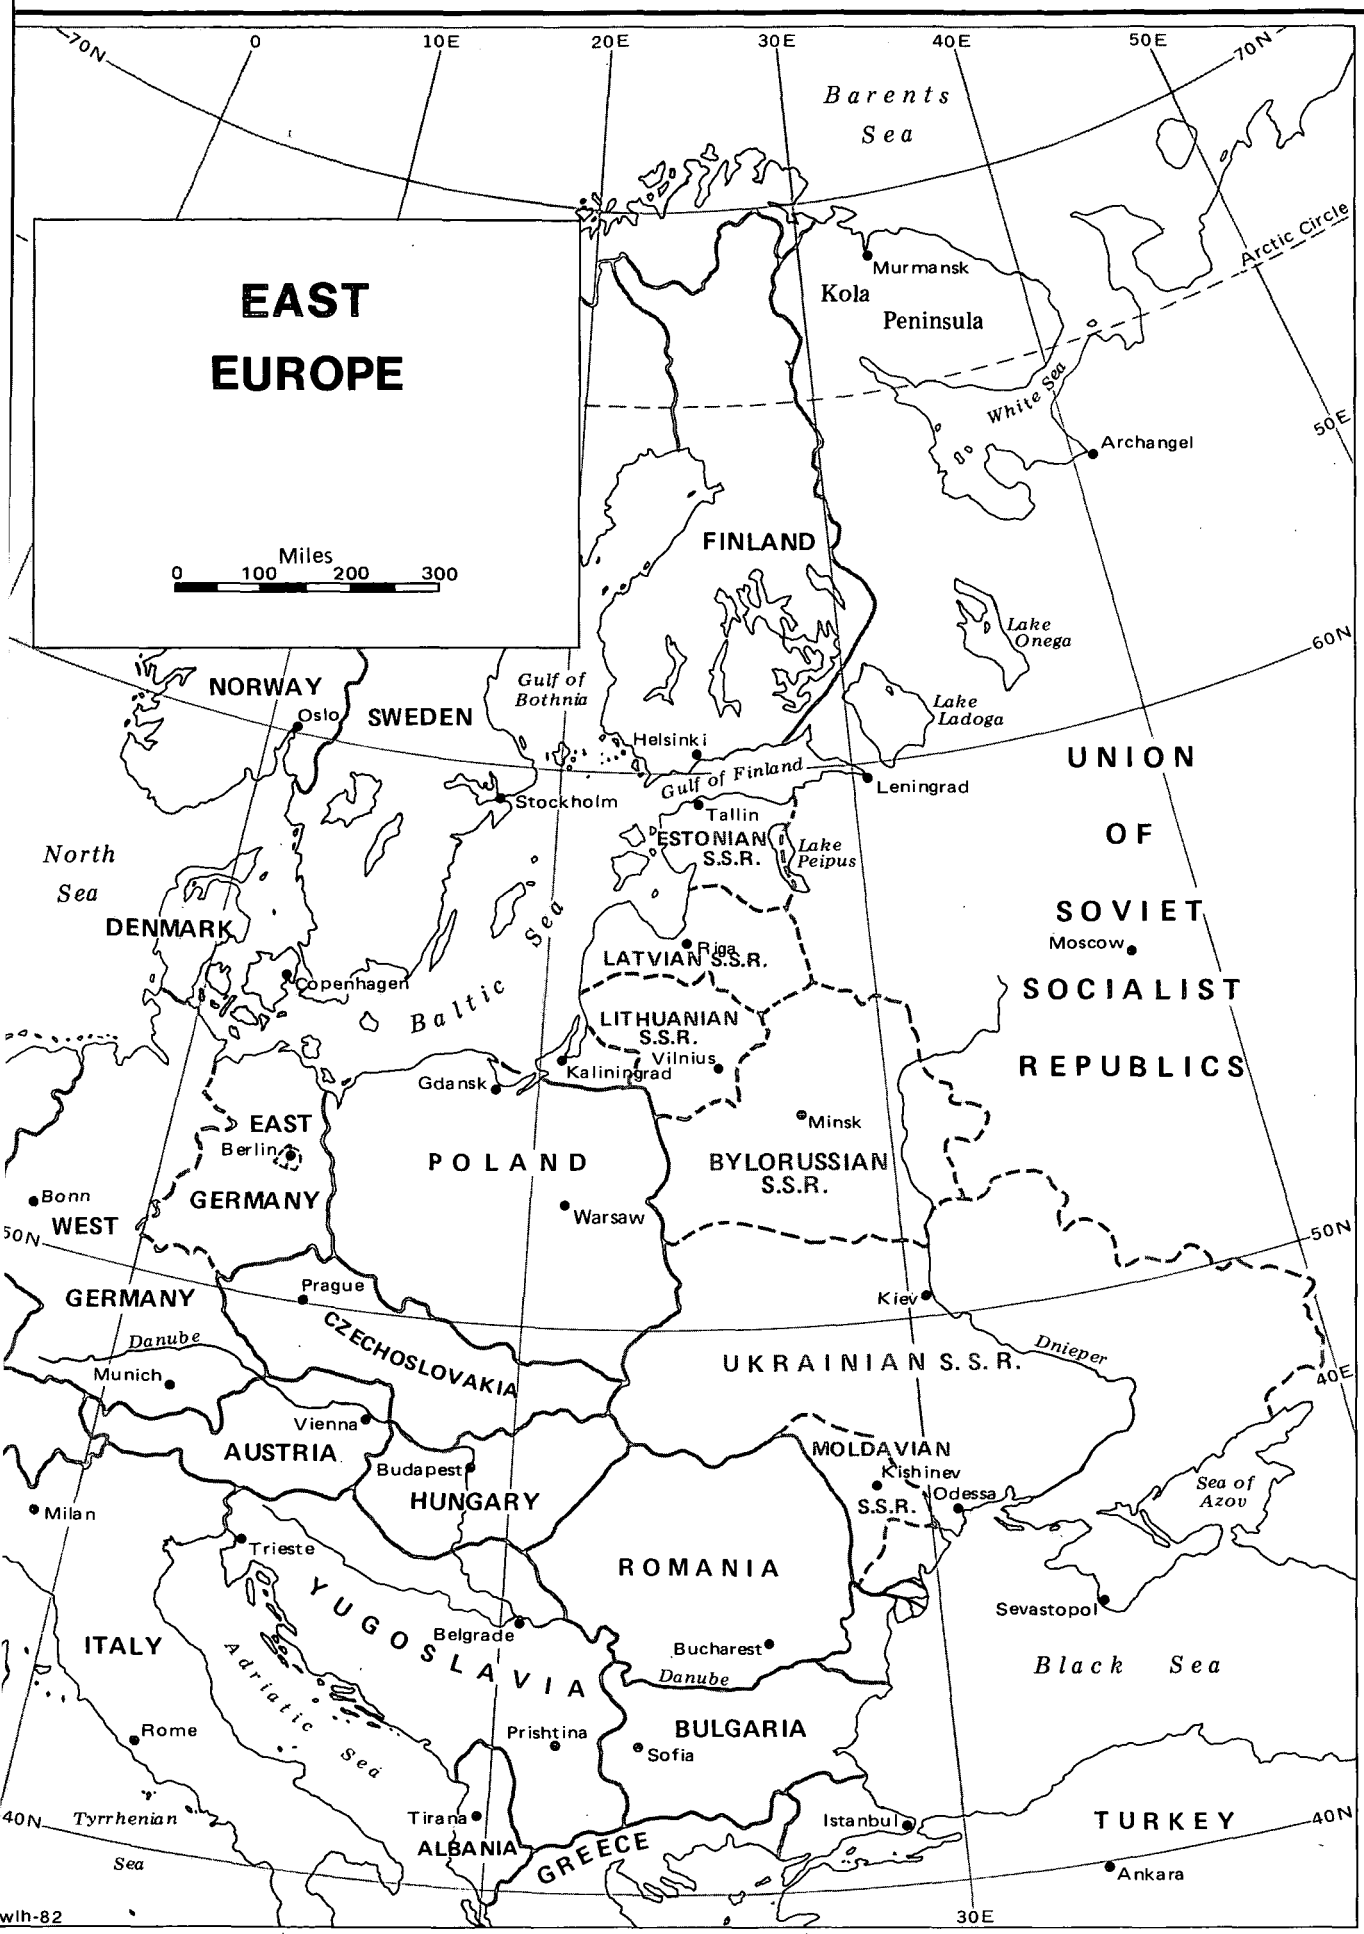 70N
0
10E
20E
30E
40E
50E
70N
Barents
Sea
Arctic Circle
Murmansk
Kola
Peninsula
EAST
EUROPE
White Sea
50E
Archangel
FINLAND
Miles
0 100 200 300
Lake
Onega
60N
NORWAY
Gulf of
Bothnia
Oslo
SWEDEN
Lake
Ladoga
Helsinki
Gulf of Finland
Leningrad
Stockholm
Tallin
ESTONIAN
S.S.R.
Lake
Peipus
North
Sea
UNION
OF
SOVIET
Moscow
SOCIALIST
REPUBLICS
DENMARK
Baltic Sea
Riga
LATVIAN S.S.R.
Copenhagen
LITHUANIAN
S.S.R.
Vilnius
Kaliningrad
Gdansk
Minsk
EAST
Berlin
GERMANY
POLAND
BYLORUSSIAN
S.S.R.
Bonn
WEST
Warsaw
50N
50N
GERMANY
Prague
Kiev
CZECHOSLOVAKIA
Danube
Dnieper
UKRAINIAN S.S.R.
Munich
40E
Vienna
AUSTRIA
MOLDAVIAN
Budapest
Kishinev
S.S.R.
Odessa
Sea of
Azov
HUNGARY
Milan
Trieste
ROMANIA
YUGOSLAVIA
Sevastopol
Belgrade
ITALY
Bucharest
Danube
Black Sea
Adriatic Sea
Rome
Prishtina
BULGARIA
Sofia
40N
Tyrrhenian
Sea
Tirana
ALBANIA
GREECE
Istanbul
TURKEY
40N
Ankara
wlh-82
30E